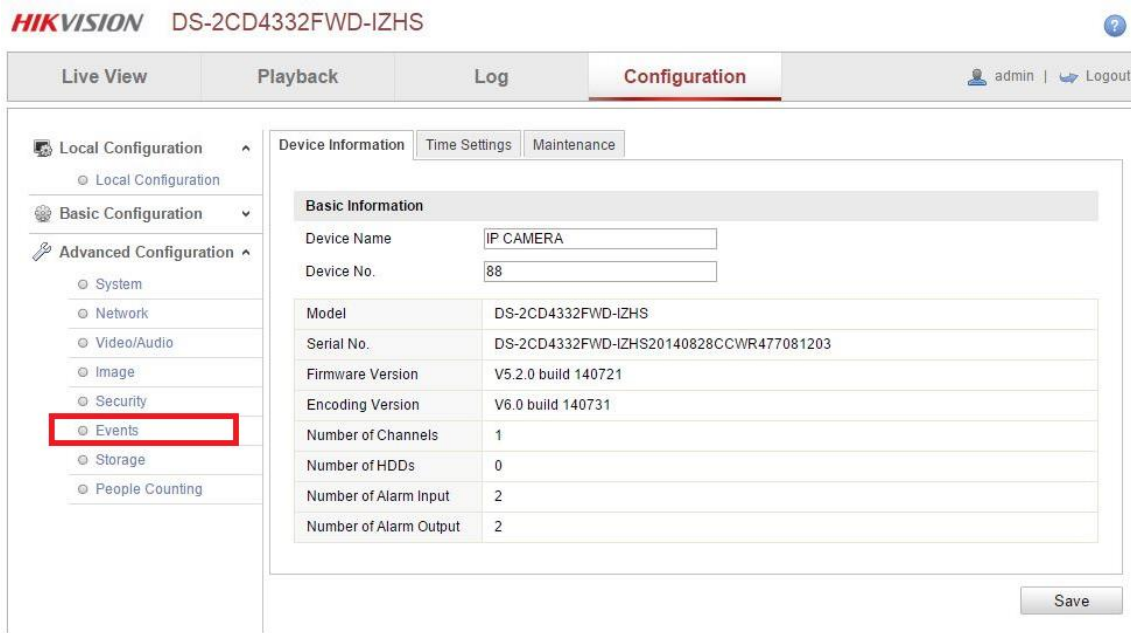 HIKVISION DS-2CD4332FWD-IZHS
?
Live View Playback Log Configuration admin | Logout
Local Configuration
Local Configuration
Basic Configuration
Advanced Configuration
System
Network
Video/Audio
Image
Security
Events
Storage
People Counting
Device Information Time Settings Maintenance
Basic Information
Device Name IP CAMERA
Device No. 88
Model DS-2CD4332FWD-IZHS
Serial No. DS-2CD4332FWD-IZHS20140828CCWR477081203
Firmware Version V5.2.0 build 140721
Encoding Version V6.0 build 140731
Number of Channels 1
Number of HDDs 0
Number of Alarm Input 2
Number of Alarm Output 2
Save